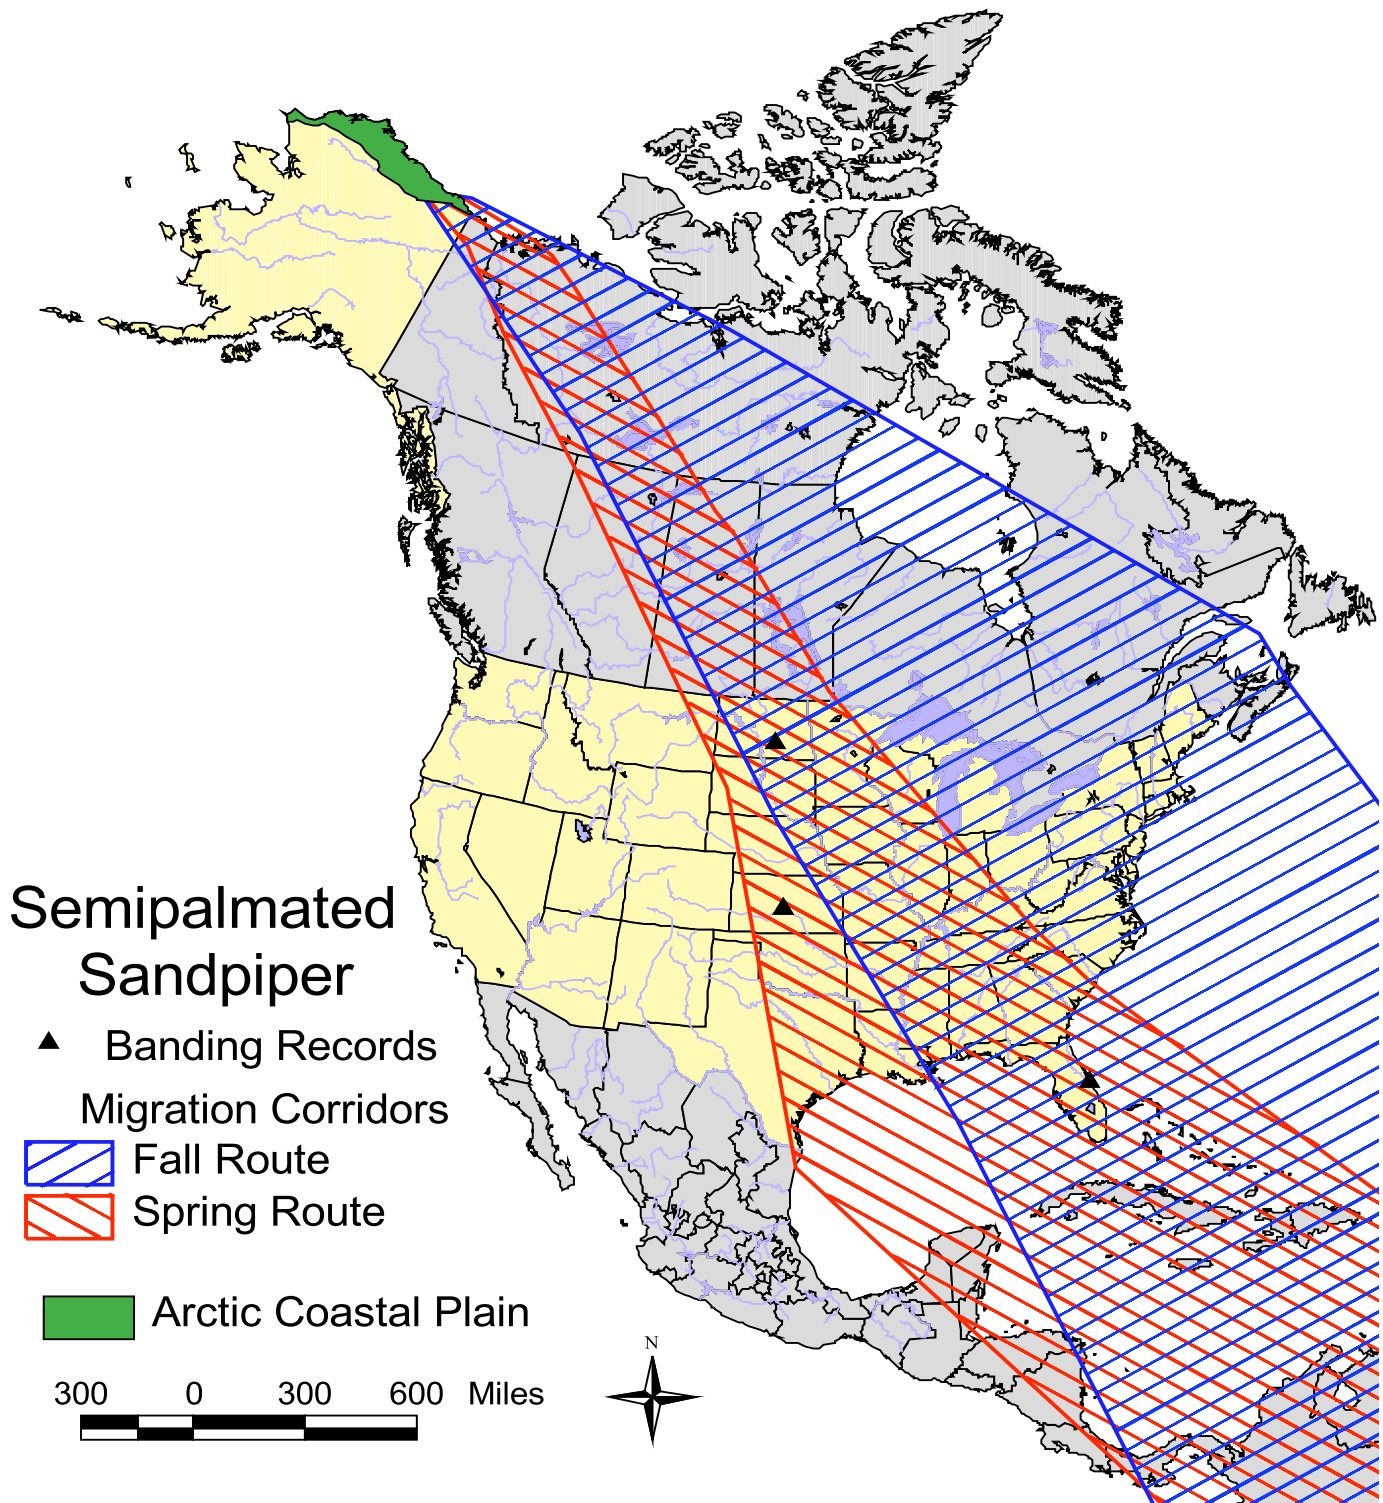 Semipalmated
Sandpiper
Banding Records
Migration Corridors
Fall Route
Spring Route
Arctic Coastal Plain
300 0 300 600 Miles
N